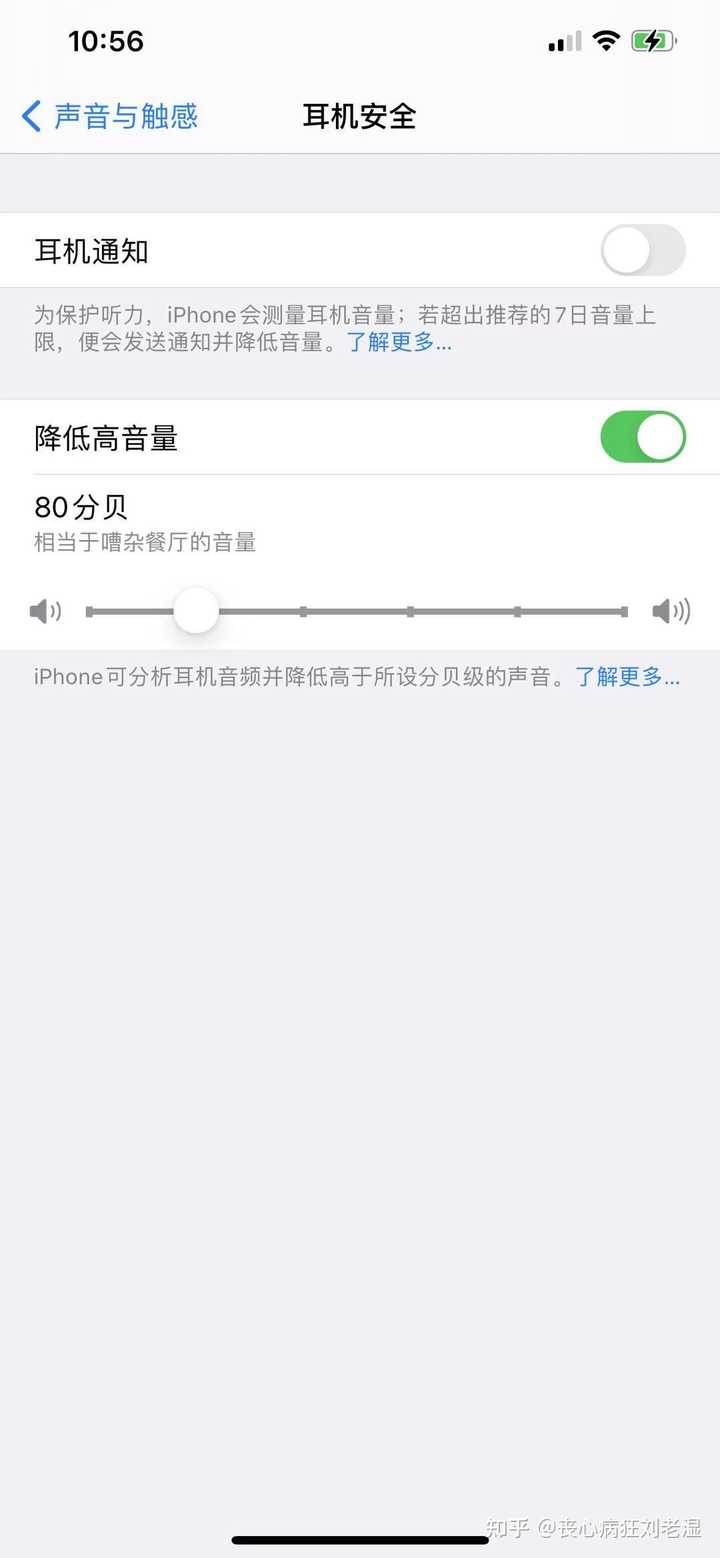 10:56
声音与触感
耳机安全
耳机通知
为保护听力，iPhone会测量耳机音量；若超出推荐的7日音量上
限，便会发送通知并降低音量。了解更多...
降低高音量
80分贝
相当于嘈杂餐厅的音量
iPhone可分析耳机音频并降低高于所设分贝级的声音。了解更多...
知乎 @丧心病狂刘老湿